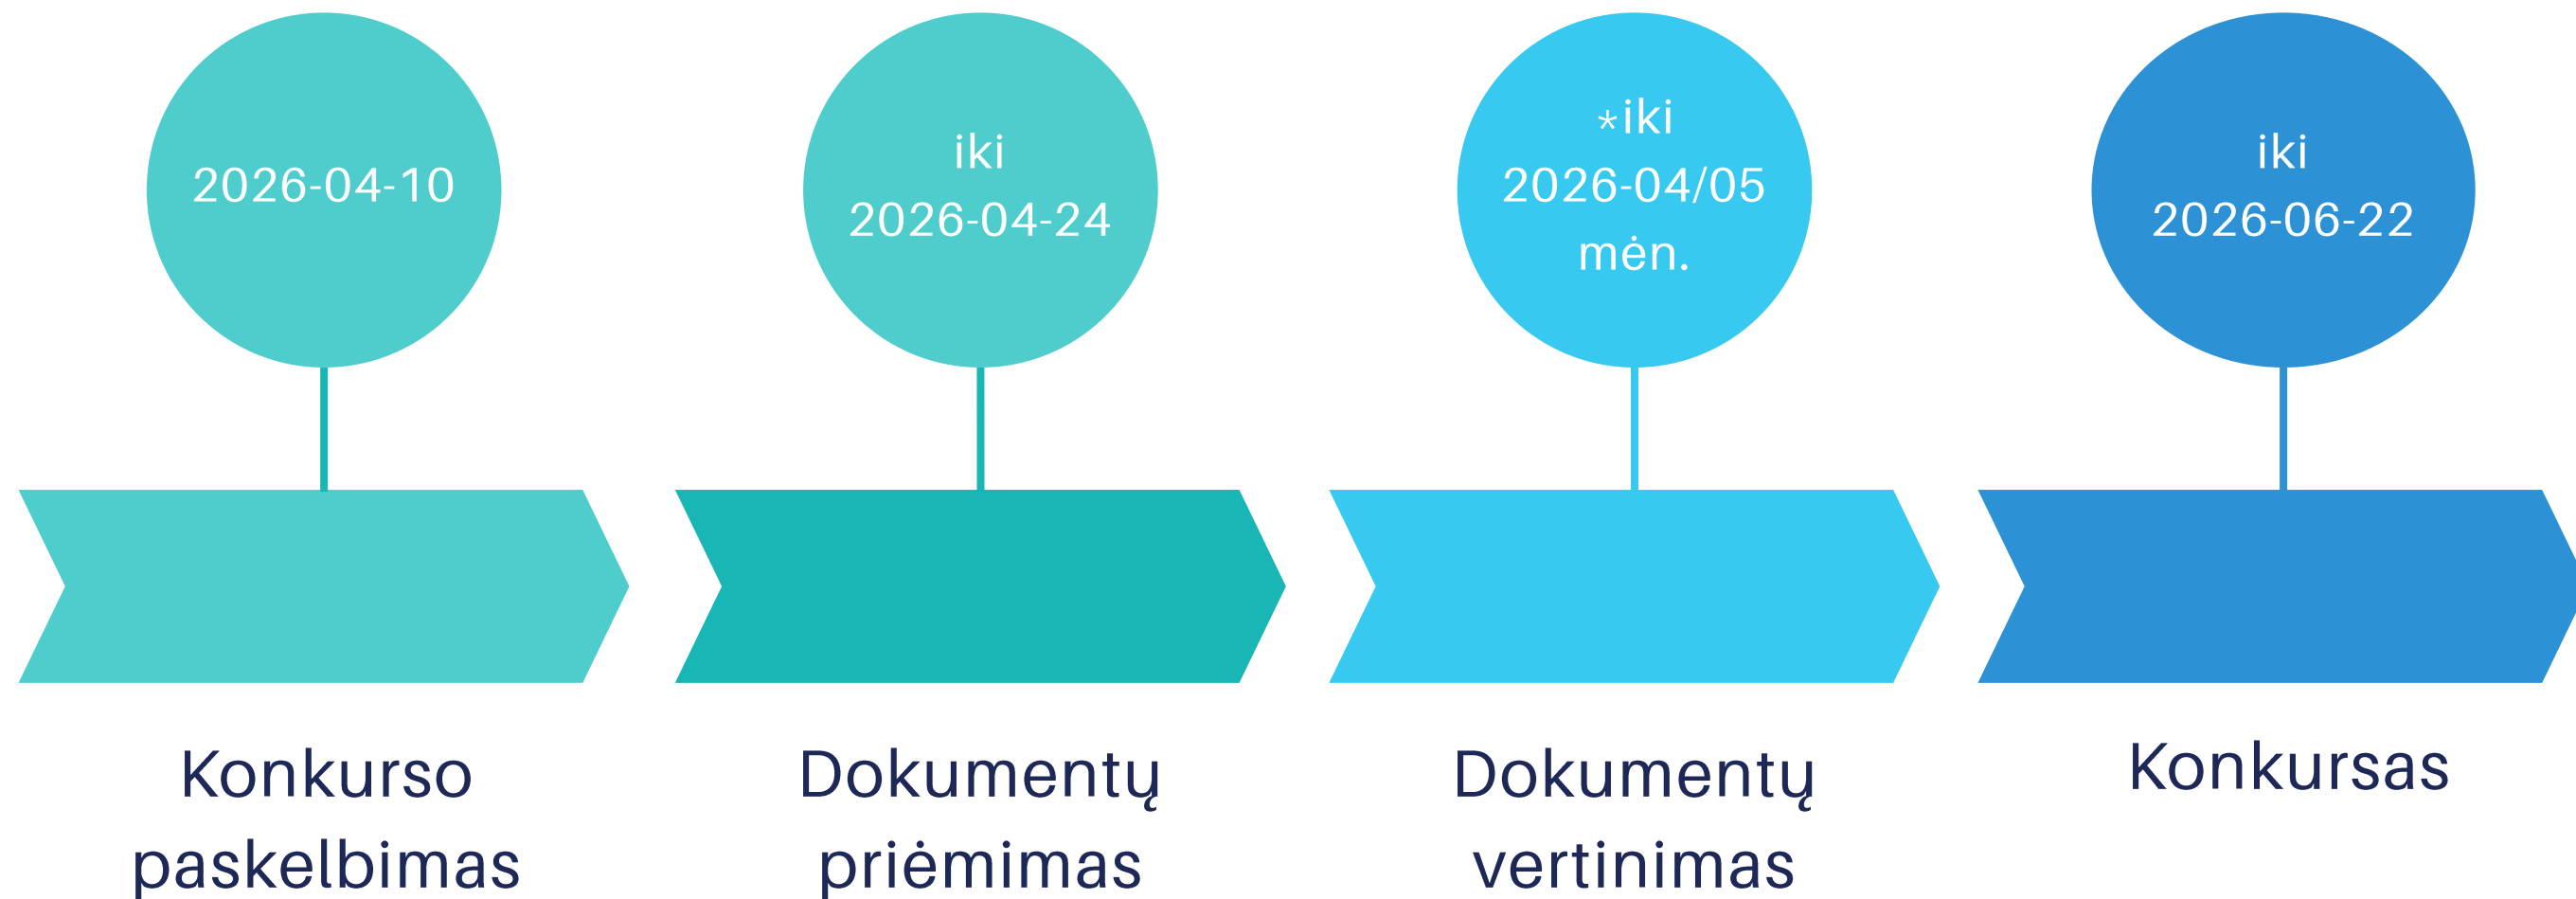 2026-04-10
iki
2026-04-24
*iki
2026-04/05
mėn.
iki
2026-06-22
Konkurso
paskelbimas
Dokumentų
priėmimas
Dokumentų
vertinimas
Konkursas